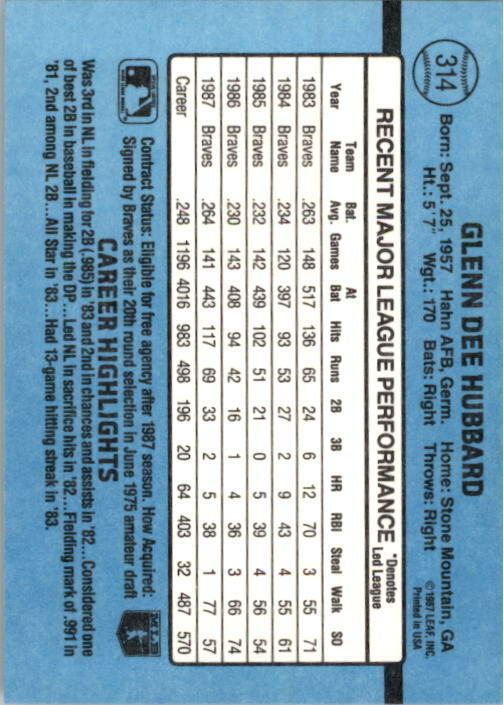 314
GLENN DEE HUBBARD
Born: Sept. 25, 1957 Hahn AFB, Germ. Home: Stone Mountain, GA
Ht.: 5' 7" Wgt.: 170 Bats: Right Throws: Right
©1987 LEAF, INC.
Printed in USA
RECENT MAJOR LEAGUE PERFORMANCE *Denotes Led League
Year Team Name Bat. Avg. Games At Bat Hits Runs 2B 3B HR RBI Steal Walk SO
1983 Braves .263 148 517 136 65 24 6 12 70 3 55 71
1984 Braves .234 120 397 93 53 27 2 9 43 4 55 61
1985 Braves .232 142 439 102 51 21 0 5 39 4 56 54
1986 Braves .230 143 408 94 42 16 1 4 36 3 66 74
1987 Braves .264 141 443 117 69 33 2 5 38 1 77 57
Career .248 1196 4016 983 498 196 20 64 403 32 487 570
Contract Status: Eligible for free agency after 1987 season. How Acquired:
Signed by Braves as their 20th round selection in June 1975 amateur draft
CAREER HIGHLIGHTS
Was 3rd in NL in fielding for 2B (.985) in '83 and 2nd in chances and assists in '82... Considered one
of best 2B in baseball in making the DP... Led NL in sacrifice hits in '82... Fielding mark of .991 in
'81, 2nd among NL 2B... All Star in '83... Had 13-game hitting streak in '83.